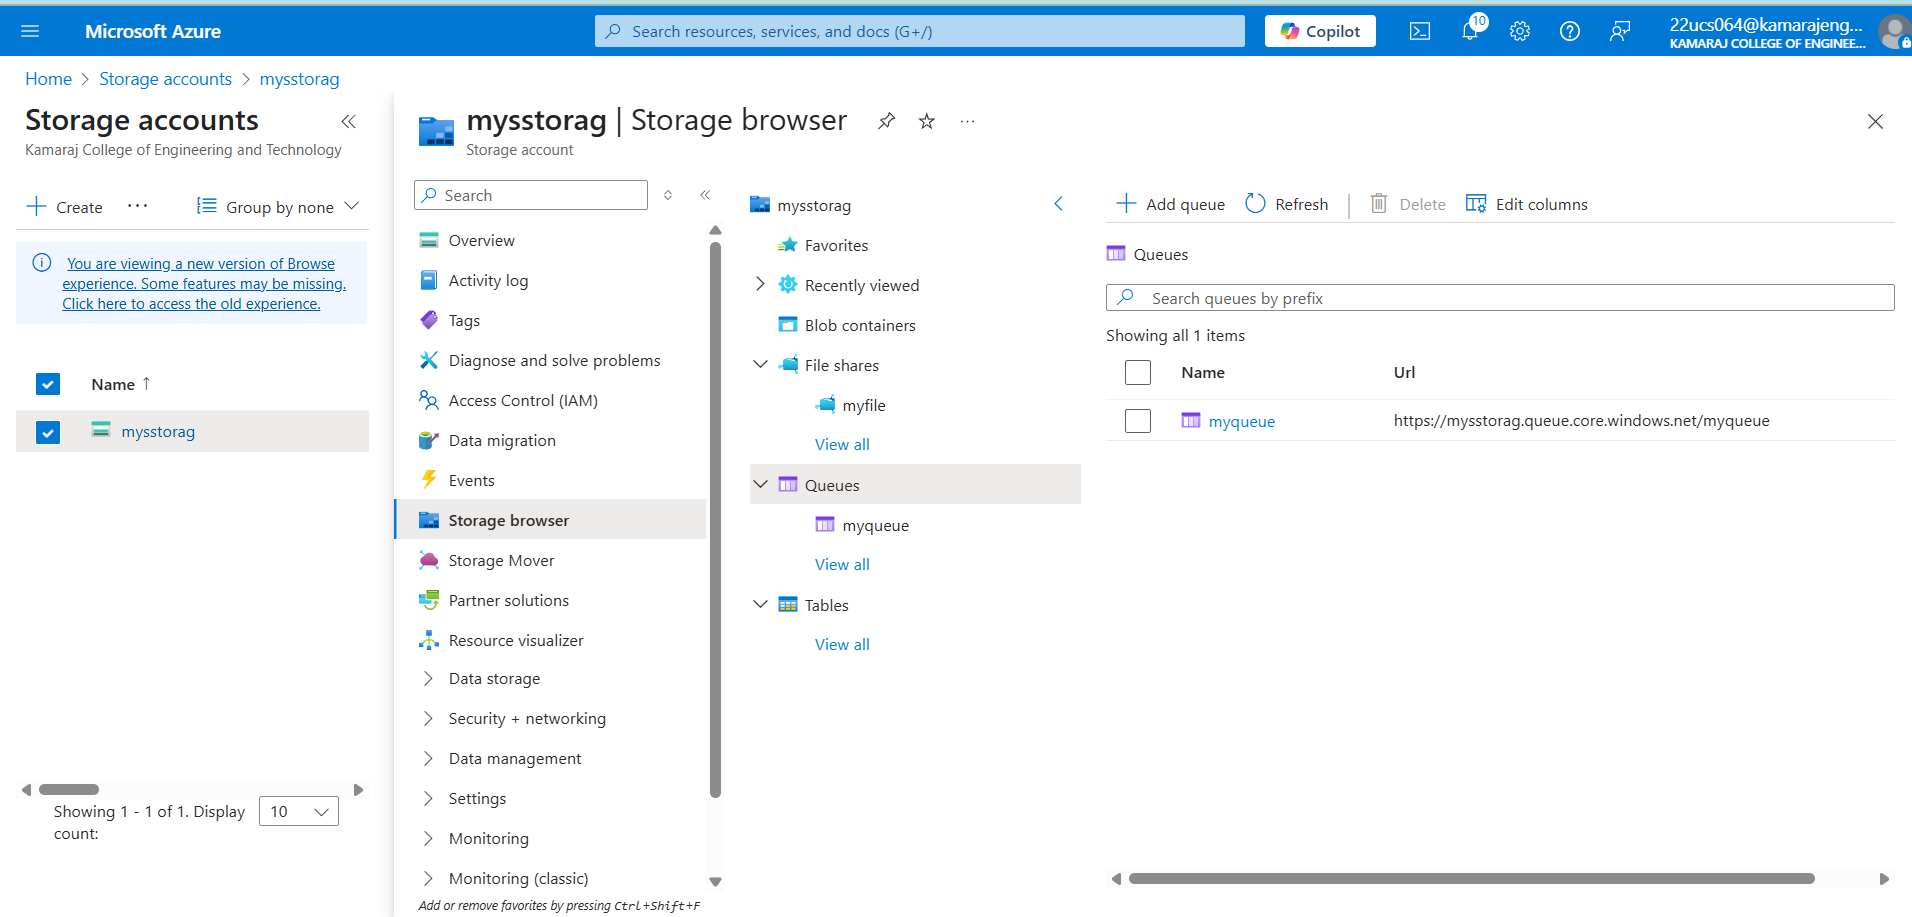 Microsoft Azure
Search resources, services, and docs (G+/)
Copilot
10
22ucs064@kamarajeng...
KAMARAJ COLLEGE OF ENGINEE...
Home > Storage accounts > mysstorag
Storage accounts
Kamaraj College of Engineering and Technology
Create
Group by none
You are viewing a new version of Browse
experience. Some features may be missing.
Click here to access the old experience.
Name ↑
mysstorag
Showing 1 - 1 of 1. Display
count:
10
mysstorag | Storage browser
Storage account
Search
Overview
Activity log
Tags
Diagnose and solve problems
Access Control (IAM)
Data migration
Events
Storage browser
Storage Mover
Partner solutions
Resource visualizer
Data storage
Security + networking
Data management
Settings
Monitoring
Monitoring (classic)
Add or remove favorites by pressing Ctrl+Shift+F
mysstorag
Favorites
Recently viewed
Blob containers
File shares
myfile
View all
Queues
myqueue
View all
Tables
View all
Add queue
Refresh
Delete
Edit columns
Queues
Search queues by prefix
Showing all 1 items
Name Url
myqueue https://mysstorag.queue.core.windows.net/myqueue